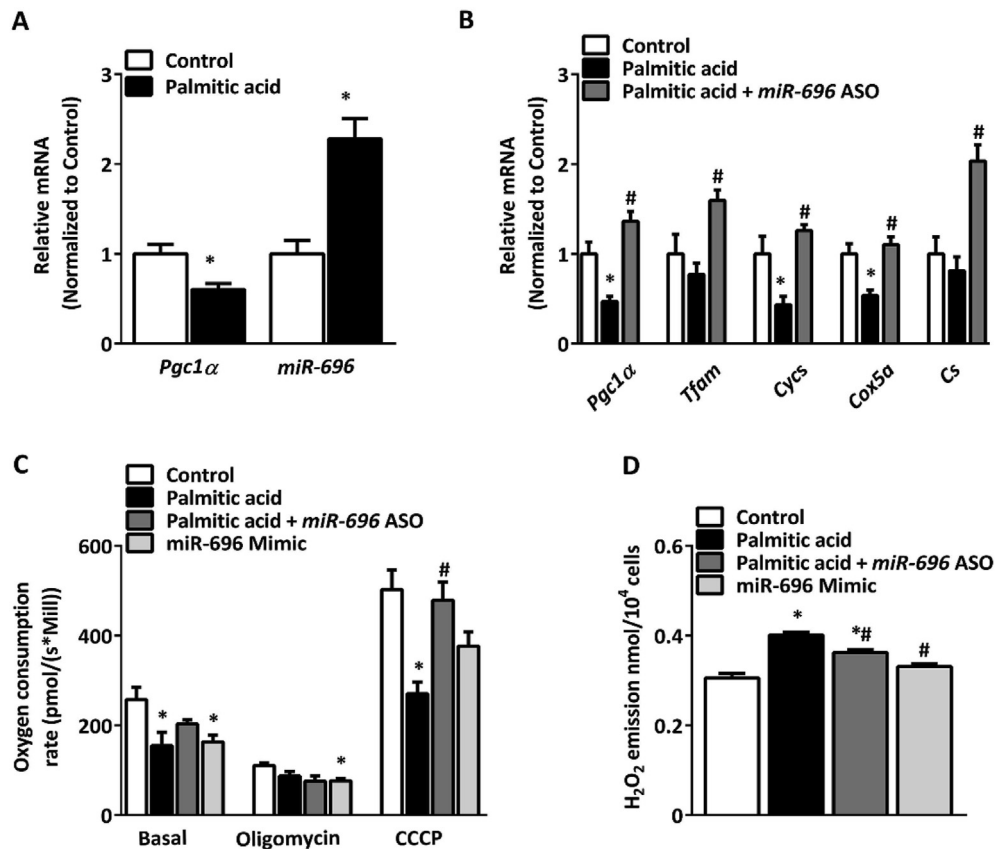 A
Control
Palmitic acid
Relative mRNA
(Normalized to Control)
3
2
1
0
*
*
Pgc1α
miR-696
B
Control
Palmitic acid
Palmitic acid + miR-696 ASO
Relative mRNA
(Normalized to Control)
3
2
1
0
*
#
#
*
#
*
#
#
Pgc1α
Tfam
Cycs
Cox5a
Cs
C
Control
Palmitic acid
Palmitic acid + miR-696 ASO
miR-696 Mimic
Oxygen consumption
rate (pmol/(s*Mill))
600
400
200
0
*
*
*
*
#
Basal
Oligomycin
CCCP
D
Control
Palmitic acid
Palmitic acid + miR-696 ASO
miR-696 Mimic
H₂O₂ emission nmol/10⁴ cells
0.6
0.4
0.2
0
*
*#
#